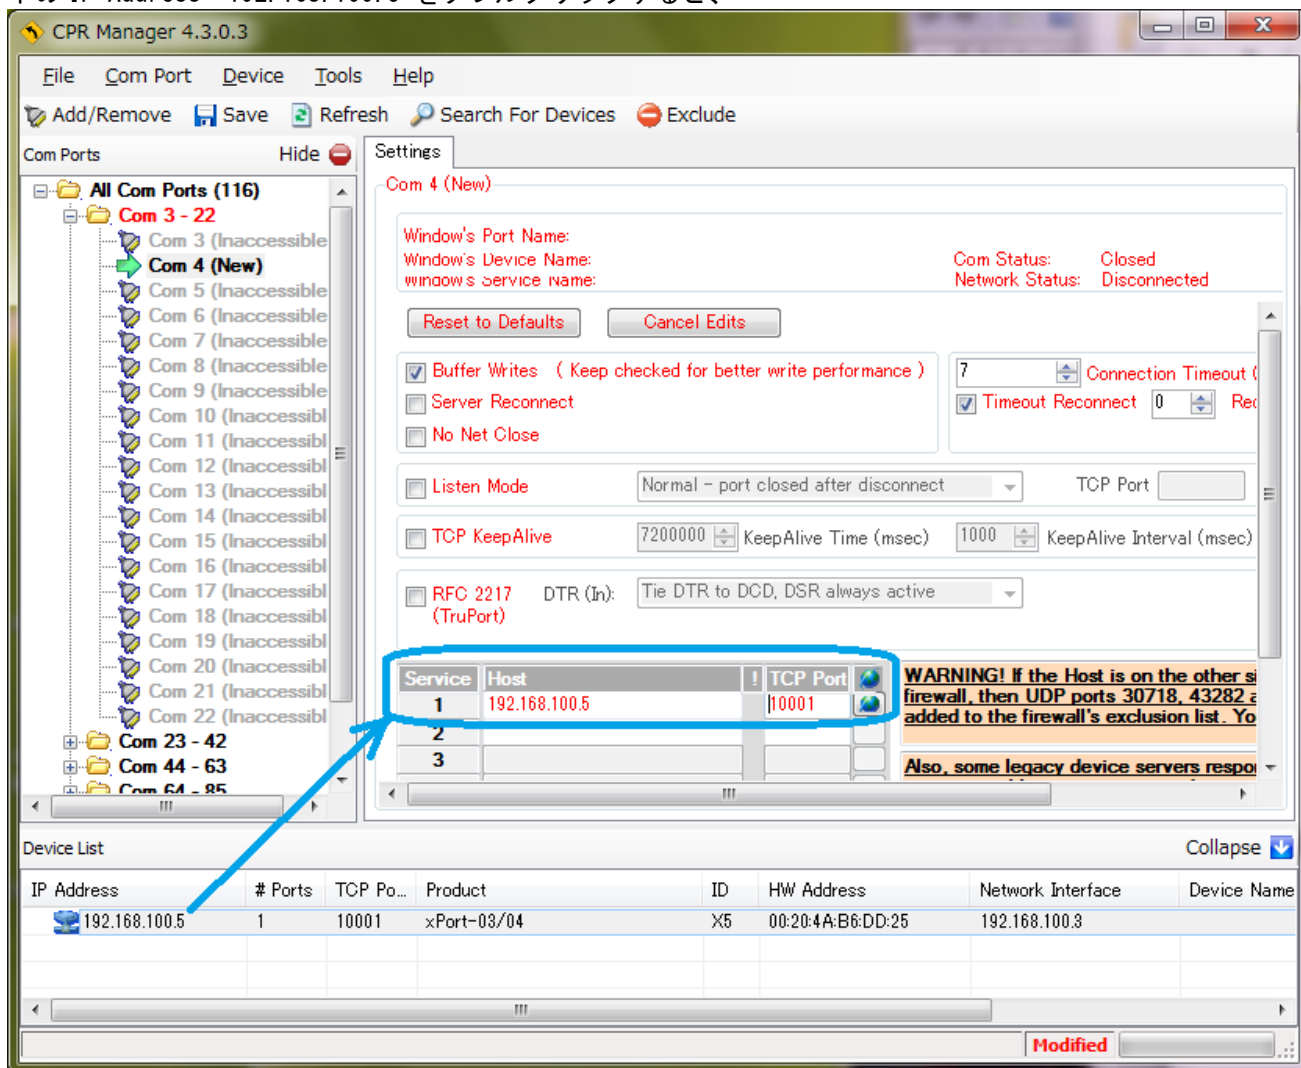 CPR Manager 4.3.0.3
File Com Port Device Tools Help
Add/Remove Save Refresh Search For Devices Exclude
Com Ports Hide
All Com Ports (116)
Com 3 - 22
Com 3 (Inaccessible
Com 4 (New)
Com 5 (Inaccessible
Com 6 (Inaccessible
Com 7 (Inaccessible
Com 8 (Inaccessible
Com 9 (Inaccessible
Com 10 (Inaccessibl
Com 11 (Inaccessibl
Com 12 (Inaccessibl
Com 13 (Inaccessibl
Com 14 (Inaccessibl
Com 15 (Inaccessibl
Com 16 (Inaccessibl
Com 17 (Inaccessibl
Com 18 (Inaccessibl
Com 19 (Inaccessibl
Com 20 (Inaccessibl
Com 21 (Inaccessibl
Com 22 (Inaccessibl
Com 23 - 42
Com 44 - 63
Com 64 - 85
Settings
Com 4 (New)
Window's Port Name:
Window's Device Name: Com Status: Closed
Window's Service Name: Network Status: Disconnected
Reset to Defaults Cancel Edits
Buffer Writes ( Keep checked for better write performance ) 7 Connection Timeout (
Server Reconnect Timeout Reconnect 0 Rec
No Net Close
Listen Mode Normal - port closed after disconnect TCP Port
TCP KeepAlive 7200000 KeepAlive Time (msec) 1000 KeepAlive Interval (msec)
RFC 2217 DTR (In): Tie DTR to DCD, DSR always active
(TruPort)
Service Host ! TCP Port
1 192.168.100.5 10001
2
3
WARNING! If the Host is on the other si
firewall, then UDP ports 30718, 43282 a
added to the firewall's exclusion list. Yo
Also, some legacy device servers respo
Device List Collapse
IP Address # Ports TCP Po... Product ID HW Address Network Interface Device Name
192.168.100.5 1 10001 xPort-03/04 X5 00:20:4A:B6:DD:25 192.168.100.3
Modified